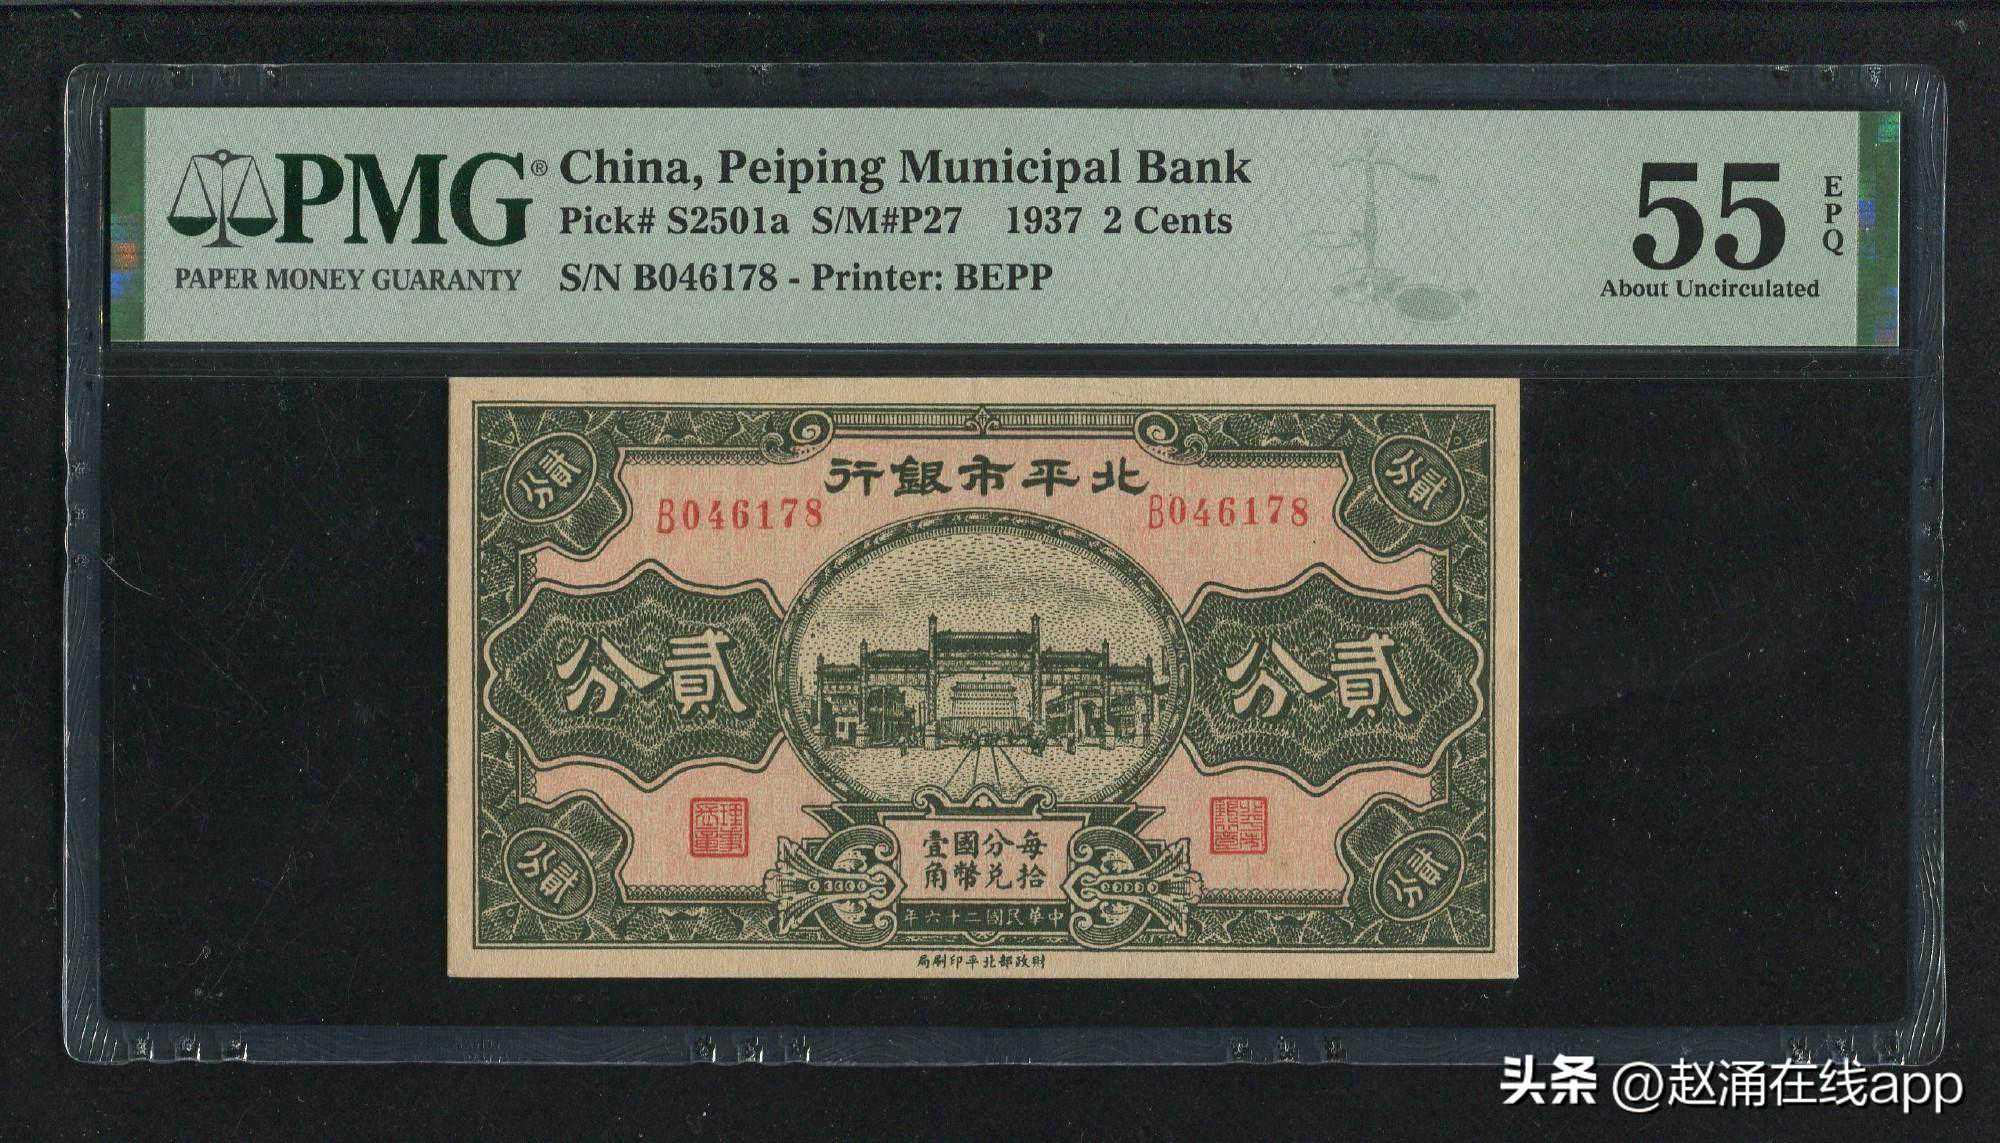 PMG®
PAPER MONEY GUARANTY
China, Peiping Municipal Bank
Pick# S2501a S/M#P27 1937 2 Cents
S/N B046178 - Printer: BEPP
55
EPQ
About Uncirculated
貳分
貳分
北平市銀行
B046178
B046178
貳分
貳分
每拾
分兑
國幣
壹角
貳分
貳分
中華民國二十六年
財政部北平印刷局
头条 @赵涌在线app